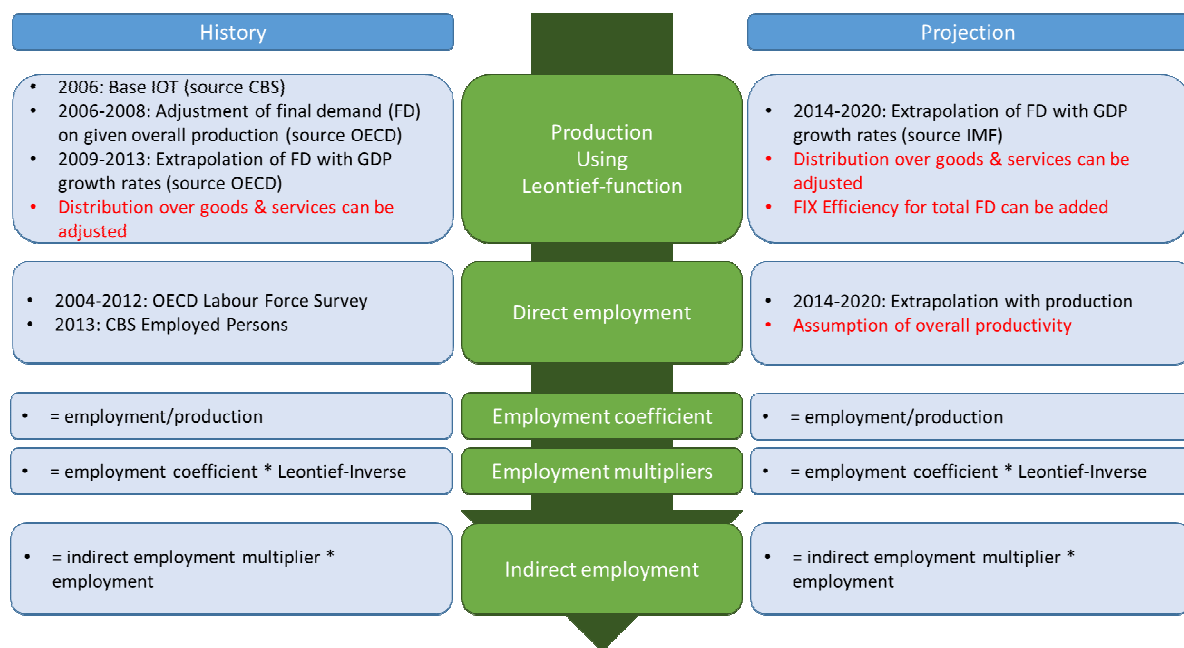 History
Projection
• 2006: Base IOT (source CBS)
• 2006-2008: Adjustment of final demand (FD)
on given overall production (source OECD)
• 2009-2013: Extrapolation of FD with GDP
growth rates (source OECD)
• Distribution over goods & services can be
adjusted
Production
Using
Leontief-function
• 2014-2020: Extrapolation of FD with GDP
growth rates (source IMF)
• Distribution over goods & services can be
adjusted
• FIX Efficiency for total FD can be added
• 2004-2012: OECD Labour Force Survey
• 2013: CBS Employed Persons
Direct employment
• 2014-2020: Extrapolation with production
• Assumption of overall productivity
• = employment/production
Employment coefficient
• = employment/production
• = employment coefficient * Leontief-Inverse
Employment multipliers
• = employment coefficient * Leontief-Inverse
• = indirect employment multiplier *
employment
Indirect employment
• = indirect employment multiplier *
employment